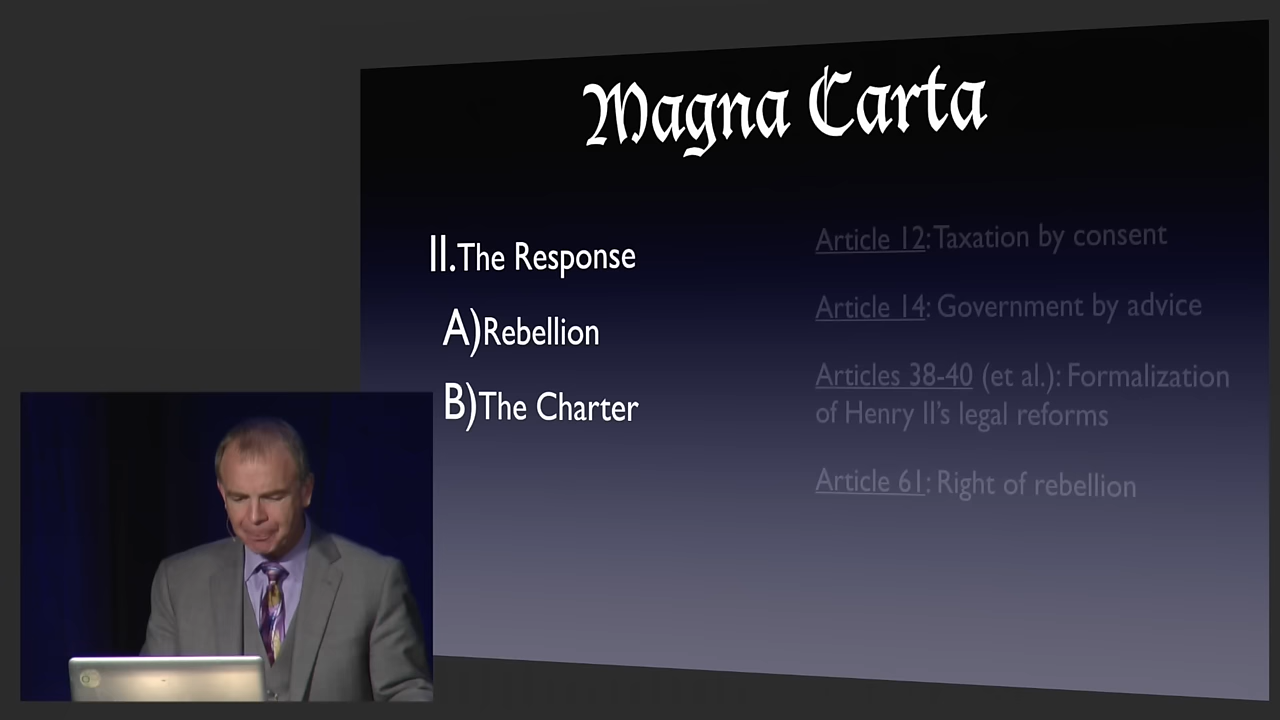 Magna Carta
II.The Response
A)Rebellion
B)The Charter
Article 12: Taxation by consent
Article 14: Government by advice
Articles 38-40 (et al.): Formalization
of Henry II's legal reforms
Article 61: Right of rebellion